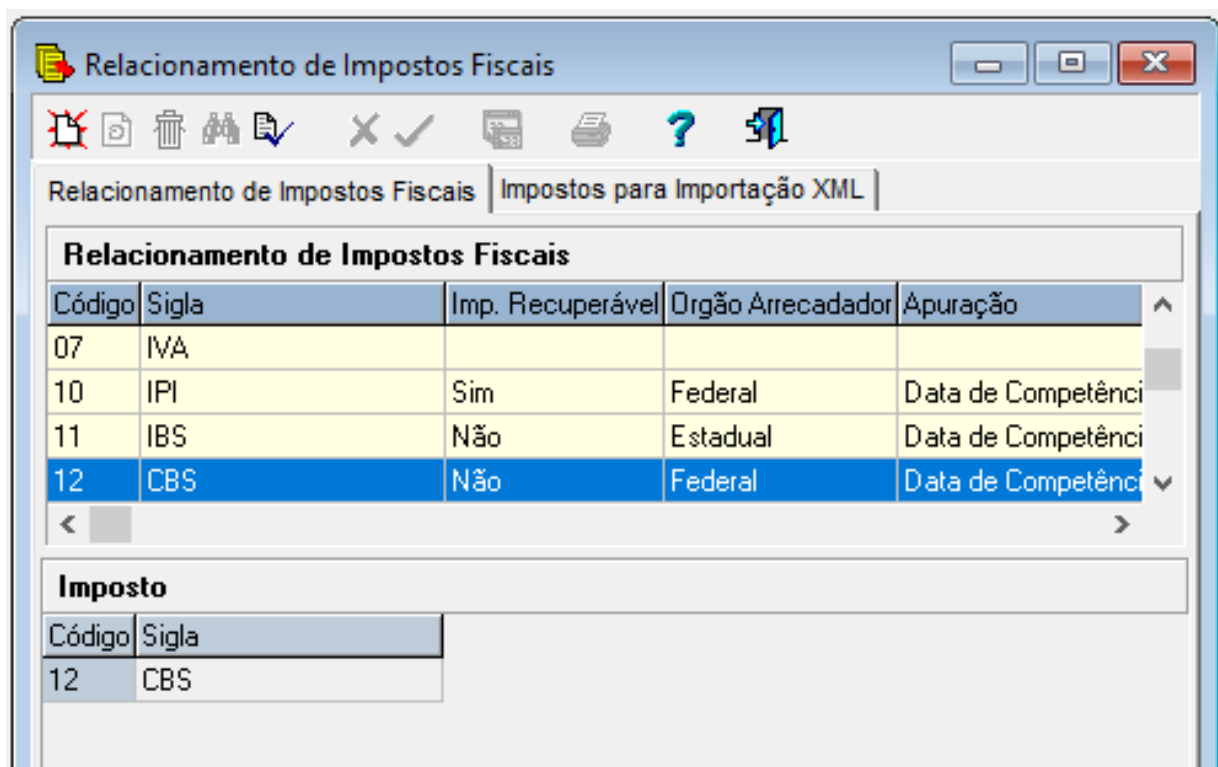 Relacionamento de Impostos Fiscais
Relacionamento de Impostos Fiscais Impostos para Importação XML
Relacionamento de Impostos Fiscais
Código Sigla Imp. Recuperável Orgão Arrecadador Apuração
07 IVA
10 IPI Sim Federal Data de Competênci
11 IBS Não Estadual Data de Competênci
12 CBS Não Federal Data de Competênci
Imposto
Código Sigla
12 CBS